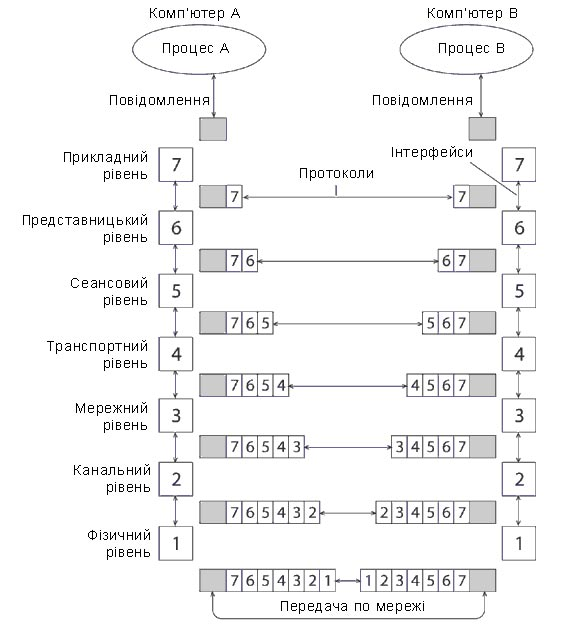 Комп'ютер А Комп'ютер В
Процес А Процес В
Повідомлення Повідомлення
Прикладний
рівень
7 Інтерфейси 7
Протоколи
7 7
Представницький
рівень
6 6
7 6 6 7
Сеансовий
рівень
5 5
7 6 5 5 6 7
Транспортний
рівень
4 4
7 6 5 4 4 5 6 7
Мережний
рівень
3 3
7 6 5 4 3 3 4 5 6 7
Канальний
рівень
2 2
7 6 5 4 3 2 2 3 4 5 6 7
Фізичний
рівень
1 1
7 6 5 4 3 2 1 1 2 3 4 5 6 7
Передача по мережі